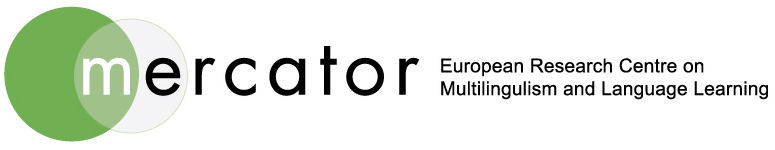 mercator
European Research Centre on
Multilingulism and Language Learning